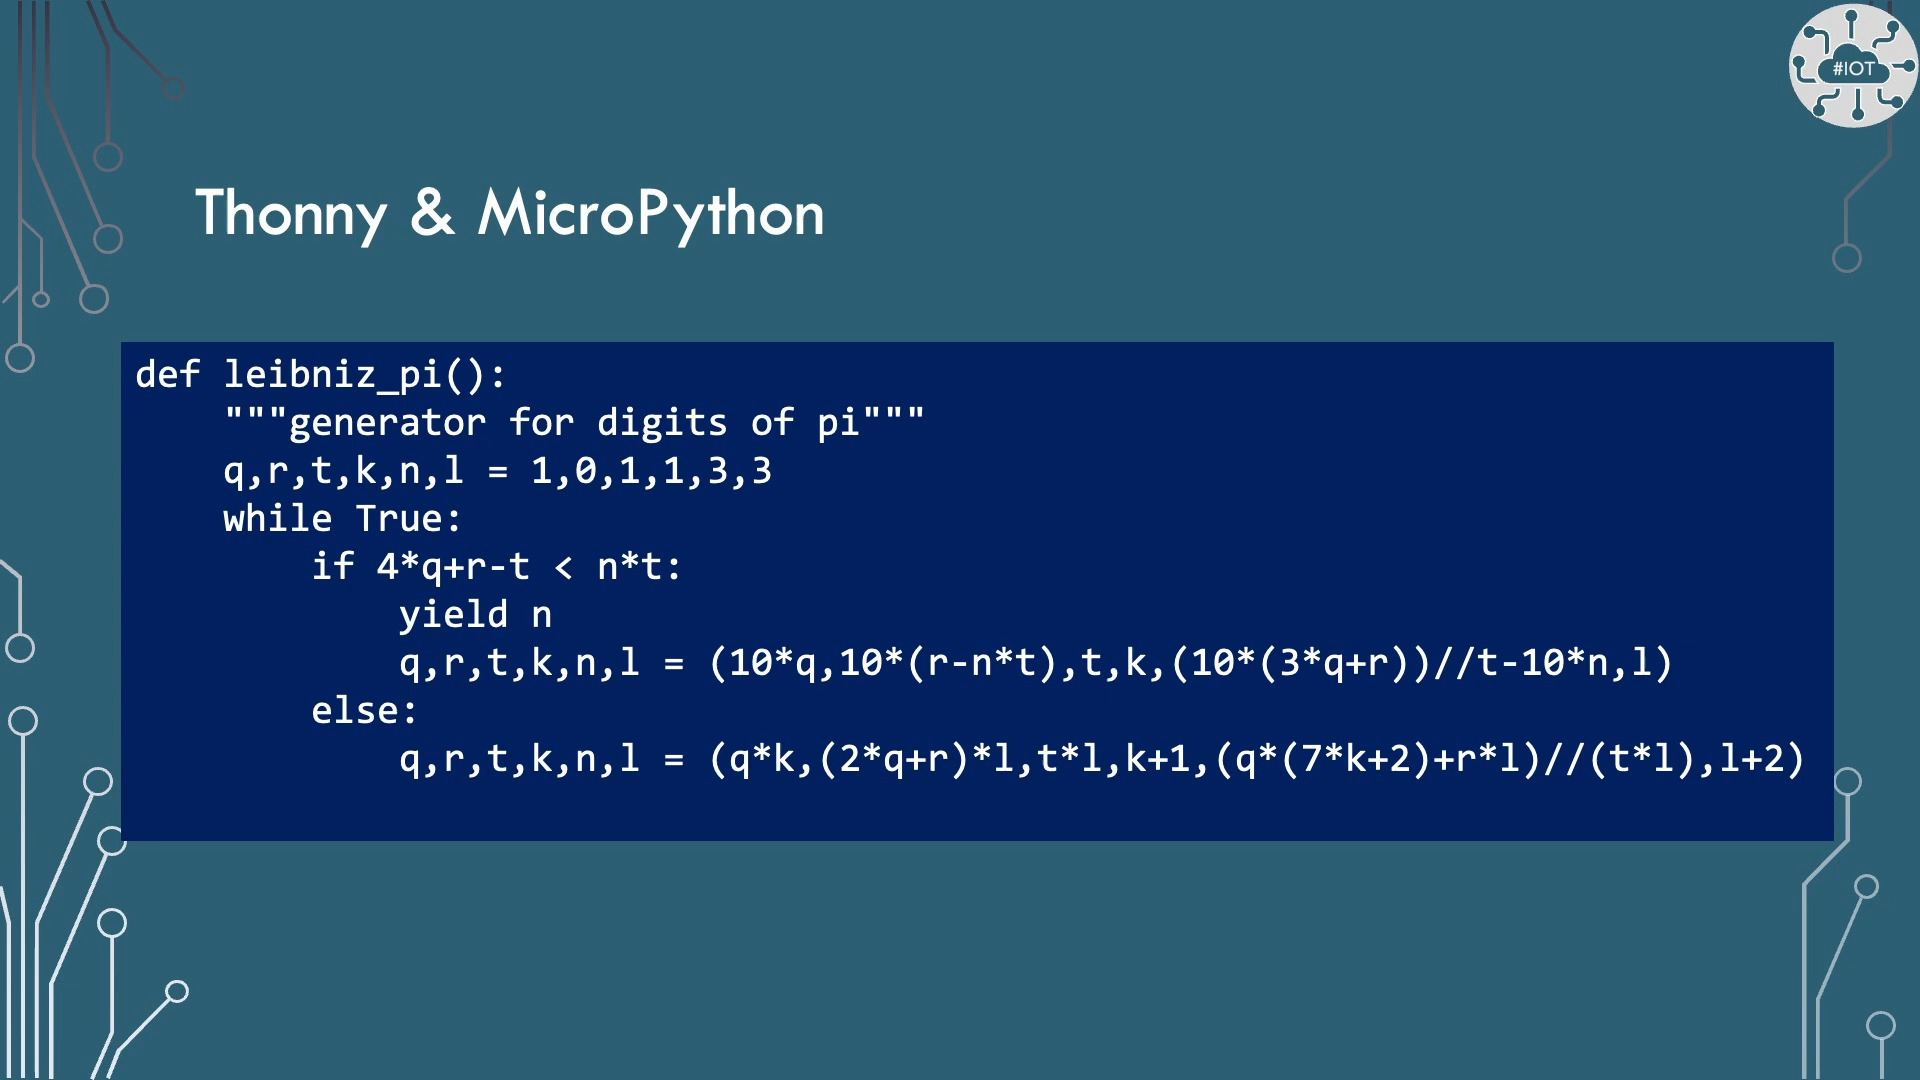 #IOT
Thonny & MicroPython
def leibniz_pi():
    """generator for digits of pi"""
    q,r,t,k,n,l = 1,0,1,1,3,3
    while True:
        if 4*q+r-t < n*t:
            yield n
            q,r,t,k,n,l = (10*q,10*(r-n*t),t,k,(10*(3*q+r))//t-10*n,l)
        else:
            q,r,t,k,n,l = (q*k,(2*q+r)*l,t*l,k+1,(q*(7*k+2)+r*l)//(t*l),l+2)